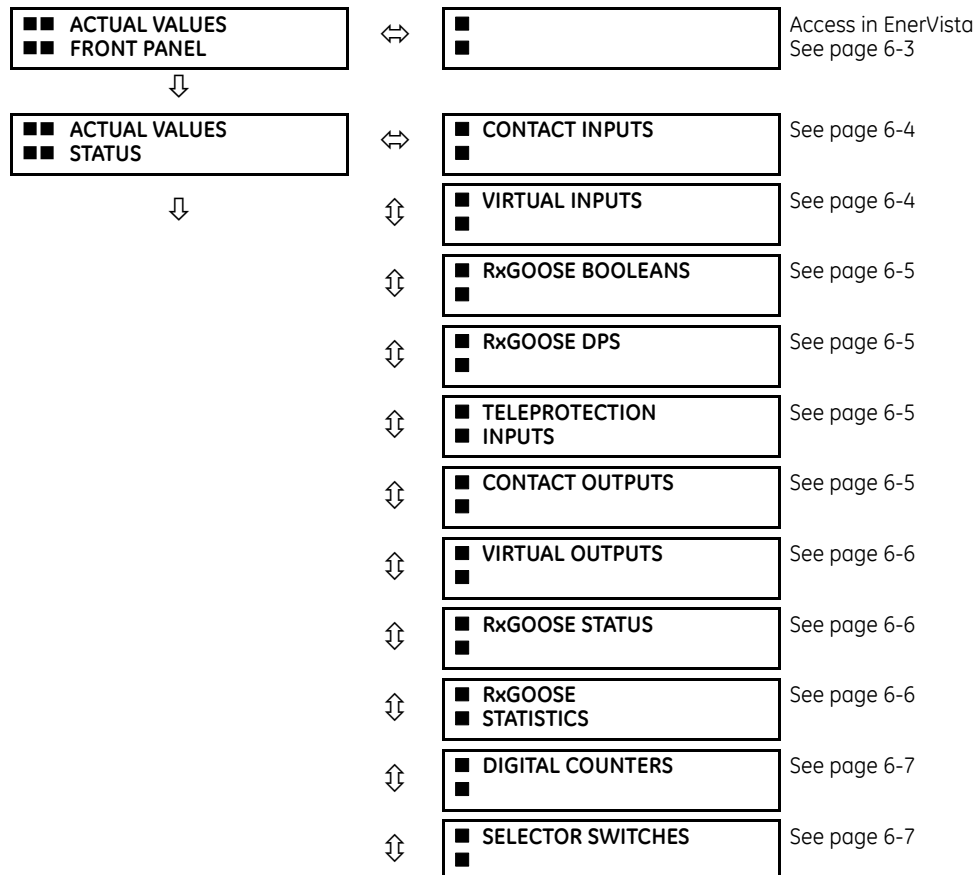 ■■ ACTUAL VALUES
■■ FRONT PANEL
⇔
■
■
Access in EnerVista
See page 6-3
⇩
■■ ACTUAL VALUES
■■ STATUS
⇔
■ CONTACT INPUTS
■
See page 6-4
⇩
⇕
■ VIRTUAL INPUTS
■
See page 6-4
⇕
■ RxGOOSE BOOLEANS
■
See page 6-5
⇕
■ RxGOOSE DPS
■
See page 6-5
⇕
■ TELEPROTECTION
■ INPUTS
See page 6-5
⇕
■ CONTACT OUTPUTS
■
See page 6-5
⇕
■ VIRTUAL OUTPUTS
■
See page 6-6
⇕
■ RxGOOSE STATUS
■
See page 6-6
⇕
■ RxGOOSE
■ STATISTICS
See page 6-6
⇕
■ DIGITAL COUNTERS
■
See page 6-7
⇕
■ SELECTOR SWITCHES
■
See page 6-7